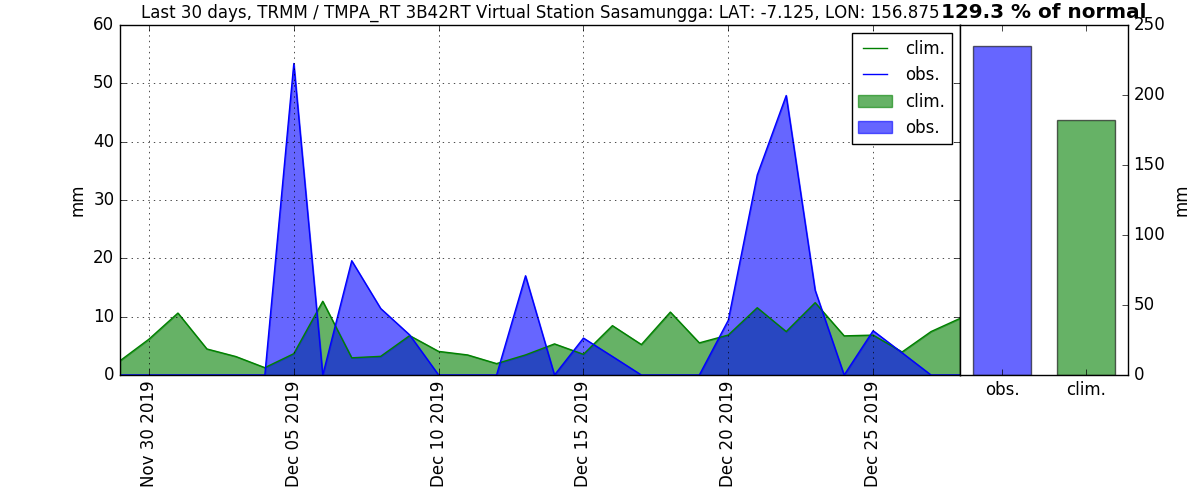 Last 30 days, TRMM / TMPA_RT 3B42RT Virtual Station Sasamungga: LAT: -7.125, LON: 156.875
129.3 % of normal
60
50
40
30
20
10
0
mm
clim.
obs.
clim.
obs.
250
200
150
100
50
0
mm
Nov 30 2019
Dec 05 2019
Dec 10 2019
Dec 15 2019
Dec 20 2019
Dec 25 2019
obs.
clim.